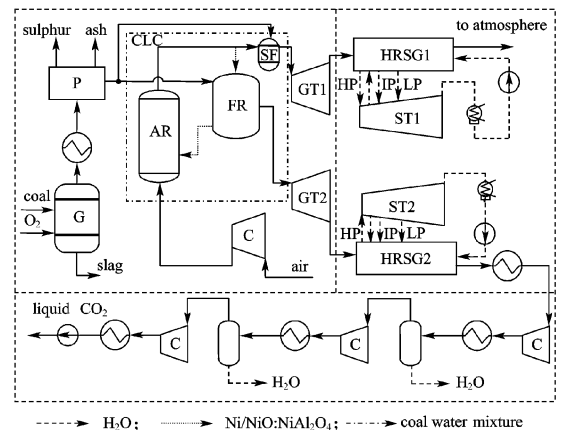 sulphur ash
to atmosphere
CLC
SF
HRSG1
P
GT1
HP IP LP
FR
AR
ST1
coal
G
O₂
GT2
ST2
HP IP LP
C
slag
air
HRSG2
liquid CO₂
C
C
C
H₂O
H₂O
H₂O; Ni/NiO:NiAl₂O₄; coal water mixture